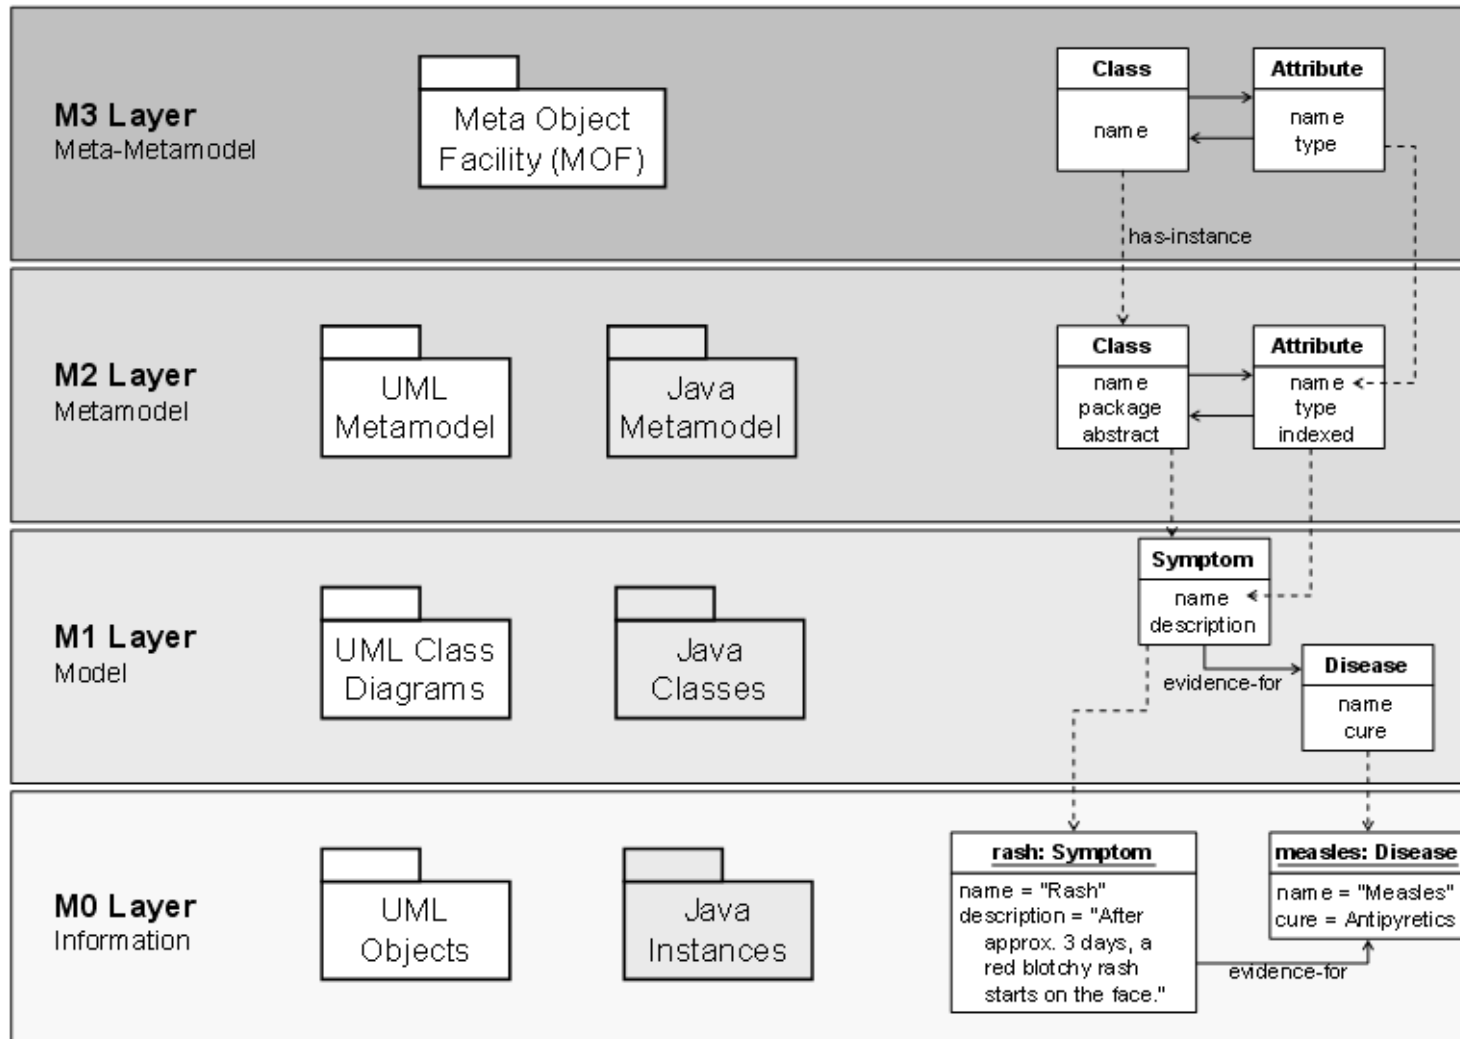 M3 Layer
Meta-Metamodel
Meta Object
Facility (MOF)
Class
name
Attribute
name
type
has-instance
M2 Layer
Metamodel
UML
Metamodel
Java
Metamodel
Class
name
package
abstract
Attribute
name
type
indexed
M1 Layer
Model
UML Class
Diagrams
Java
Classes
Symptom
name
description
evidence-for
Disease
name
cure
M0 Layer
Information
UML
Objects
Java
Instances
rash: Symptom
name = "Rash"
description = "After
approx. 3 days, a
red blotchy rash
starts on the face."
evidence-for
measles: Disease
name = "Measles"
cure = Antipyretics